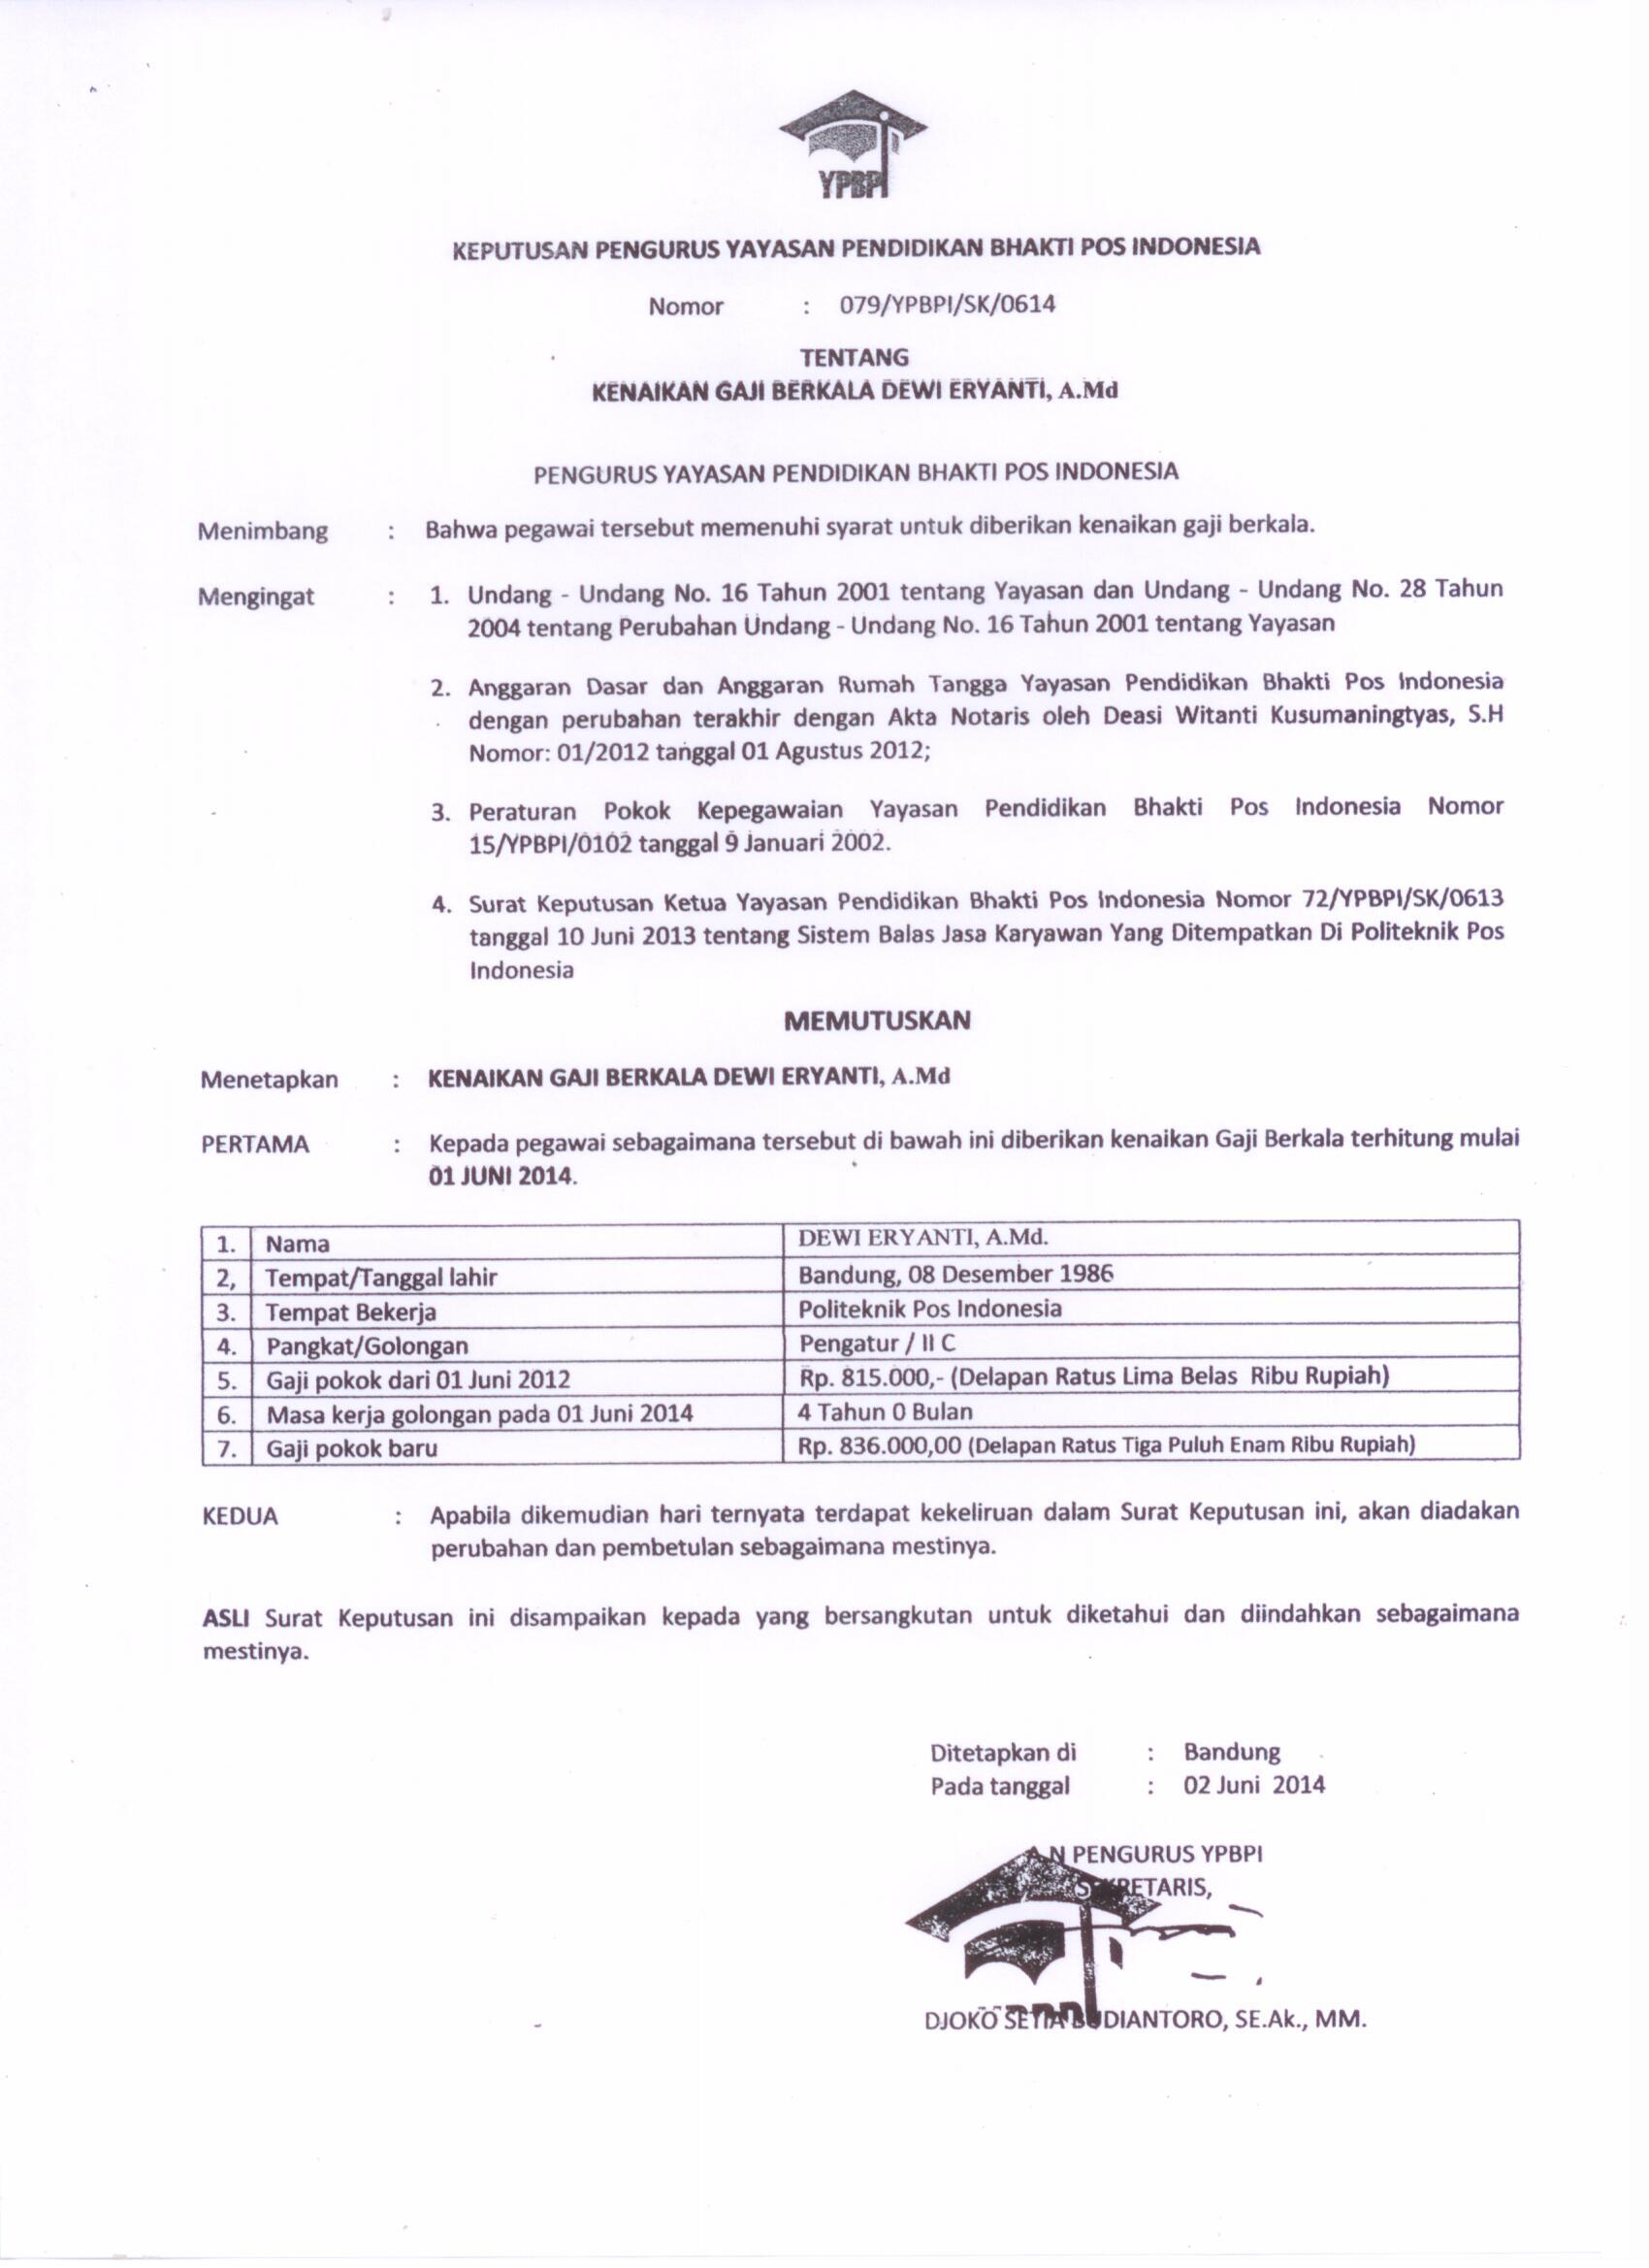 YPBPI
KEPUTUSAN PENGURUS YAYASAN PENDIDIKAN BHAKTI POS INDONESIA
Nomor : 079/YPBPI/SK/0614
TENTANG
KENAIKAN GAJI BERKALA DEWI ERYANTI, A.Md
PENGURUS YAYASAN PENDIDIKAN BHAKTI POS INDONESIA
Menimbang : Bahwa pegawai tersebut memenuhi syarat untuk diberikan kenaikan gaji berkala.
Mengingat : 1. Undang - Undang No. 16 Tahun 2001 tentang Yayasan dan Undang - Undang No. 28 Tahun
2004 tentang Perubahan Undang - Undang No. 16 Tahun 2001 tentang Yayasan
2. Anggaran Dasar dan Anggaran Rumah Tangga Yayasan Pendidikan Bhakti Pos Indonesia
dengan perubahan terakhir dengan Akta Notaris oleh Deasi Witanti Kusumaningtyas, S.H
Nomor: 01/2012 tanggal 01 Agustus 2012;
3. Peraturan Pokok Kepegawaian Yayasan Pendidikan Bhakti Pos Indonesia Nomor
15/YPBPI/0102 tanggal 9 Januari 2002.
4. Surat Keputusan Ketua Yayasan Pendidikan Bhakti Pos Indonesia Nomor 72/YPBPI/SK/0613
tanggal 10 Juni 2013 tentang Sistem Balas Jasa Karyawan Yang Ditempatkan Di Politeknik Pos
Indonesia
MEMUTUSKAN
Menetapkan : KENAIKAN GAJI BERKALA DEWI ERYANTI, A.Md
PERTAMA : Kepada pegawai sebagaimana tersebut di bawah ini diberikan kenaikan Gaji Berkala terhitung mulai
01 JUNI 2014.
1. Nama DEWI ERYANTI, A.Md.
2, Tempat/Tanggal lahir Bandung, 08 Desember 1986
3. Tempat Bekerja Politeknik Pos Indonesia
4. Pangkat/Golongan Pengatur / II C
5. Gaji pokok dari 01 Juni 2012 Rp. 815.000,- (Delapan Ratus Lima Belas Ribu Rupiah)
6. Masa kerja golongan pada 01 Juni 2014 4 Tahun 0 Bulan
7. Gaji pokok baru Rp. 836.000,00 (Delapan Ratus Tiga Puluh Enam Ribu Rupiah)
KEDUA : Apabila dikemudian hari ternyata terdapat kekeliruan dalam Surat Keputusan ini, akan diadakan
perubahan dan pembetulan sebagaimana mestinya.
ASLI Surat Keputusan ini disampaikan kepada yang bersangkutan untuk diketahui dan diindahkan sebagaimana
mestinya.
Ditetapkan di : Bandung
Pada tanggal : 02 Juni 2014
A.N PENGURUS YPBPI
SEKRETARIS,
DJOKO SETIA BUDIANTORO, SE.Ak., MM.